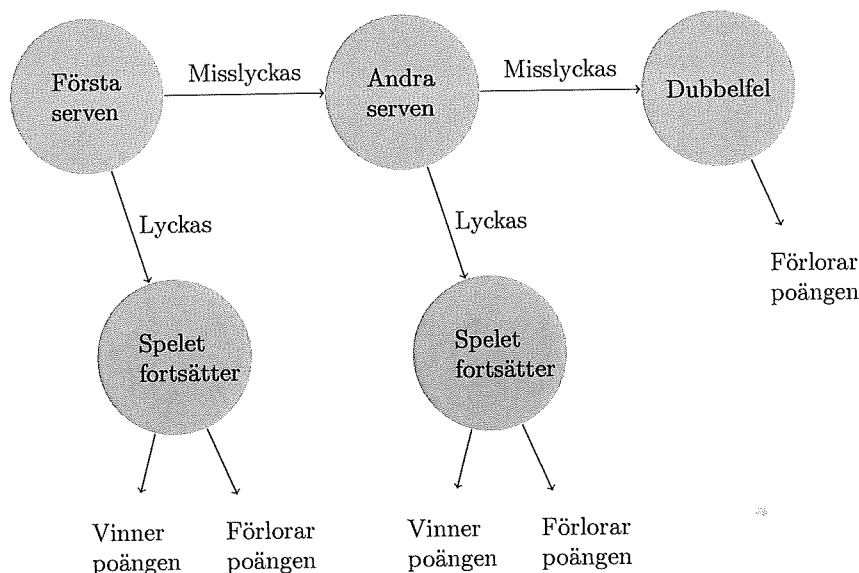 Första
serven
Misslyckas
Andra
serven
Misslyckas
Dubbelfel
Lyckas
Lyckas
Förlorar
poängen
Spelet
fortsätter
Spelet
fortsätter
Vinner
poängen
Förlorar
poängen
Vinner
poängen
Förlorar
poängen